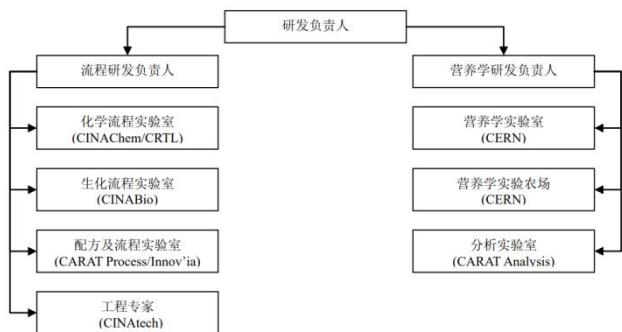 研发负责人
流程研发负责人
营养学研发负责人
化学流程实验室
(CINAChem/CRTL)
营养学实验室
(CERN)
生化流程实验室
(CINABio)
营养学实验农场
(CERN)
配方及流程实验室
(CARAT Process/Innov'ia)
分析实验室
(CARAT Analysis)
工程专家
(CINAtech)